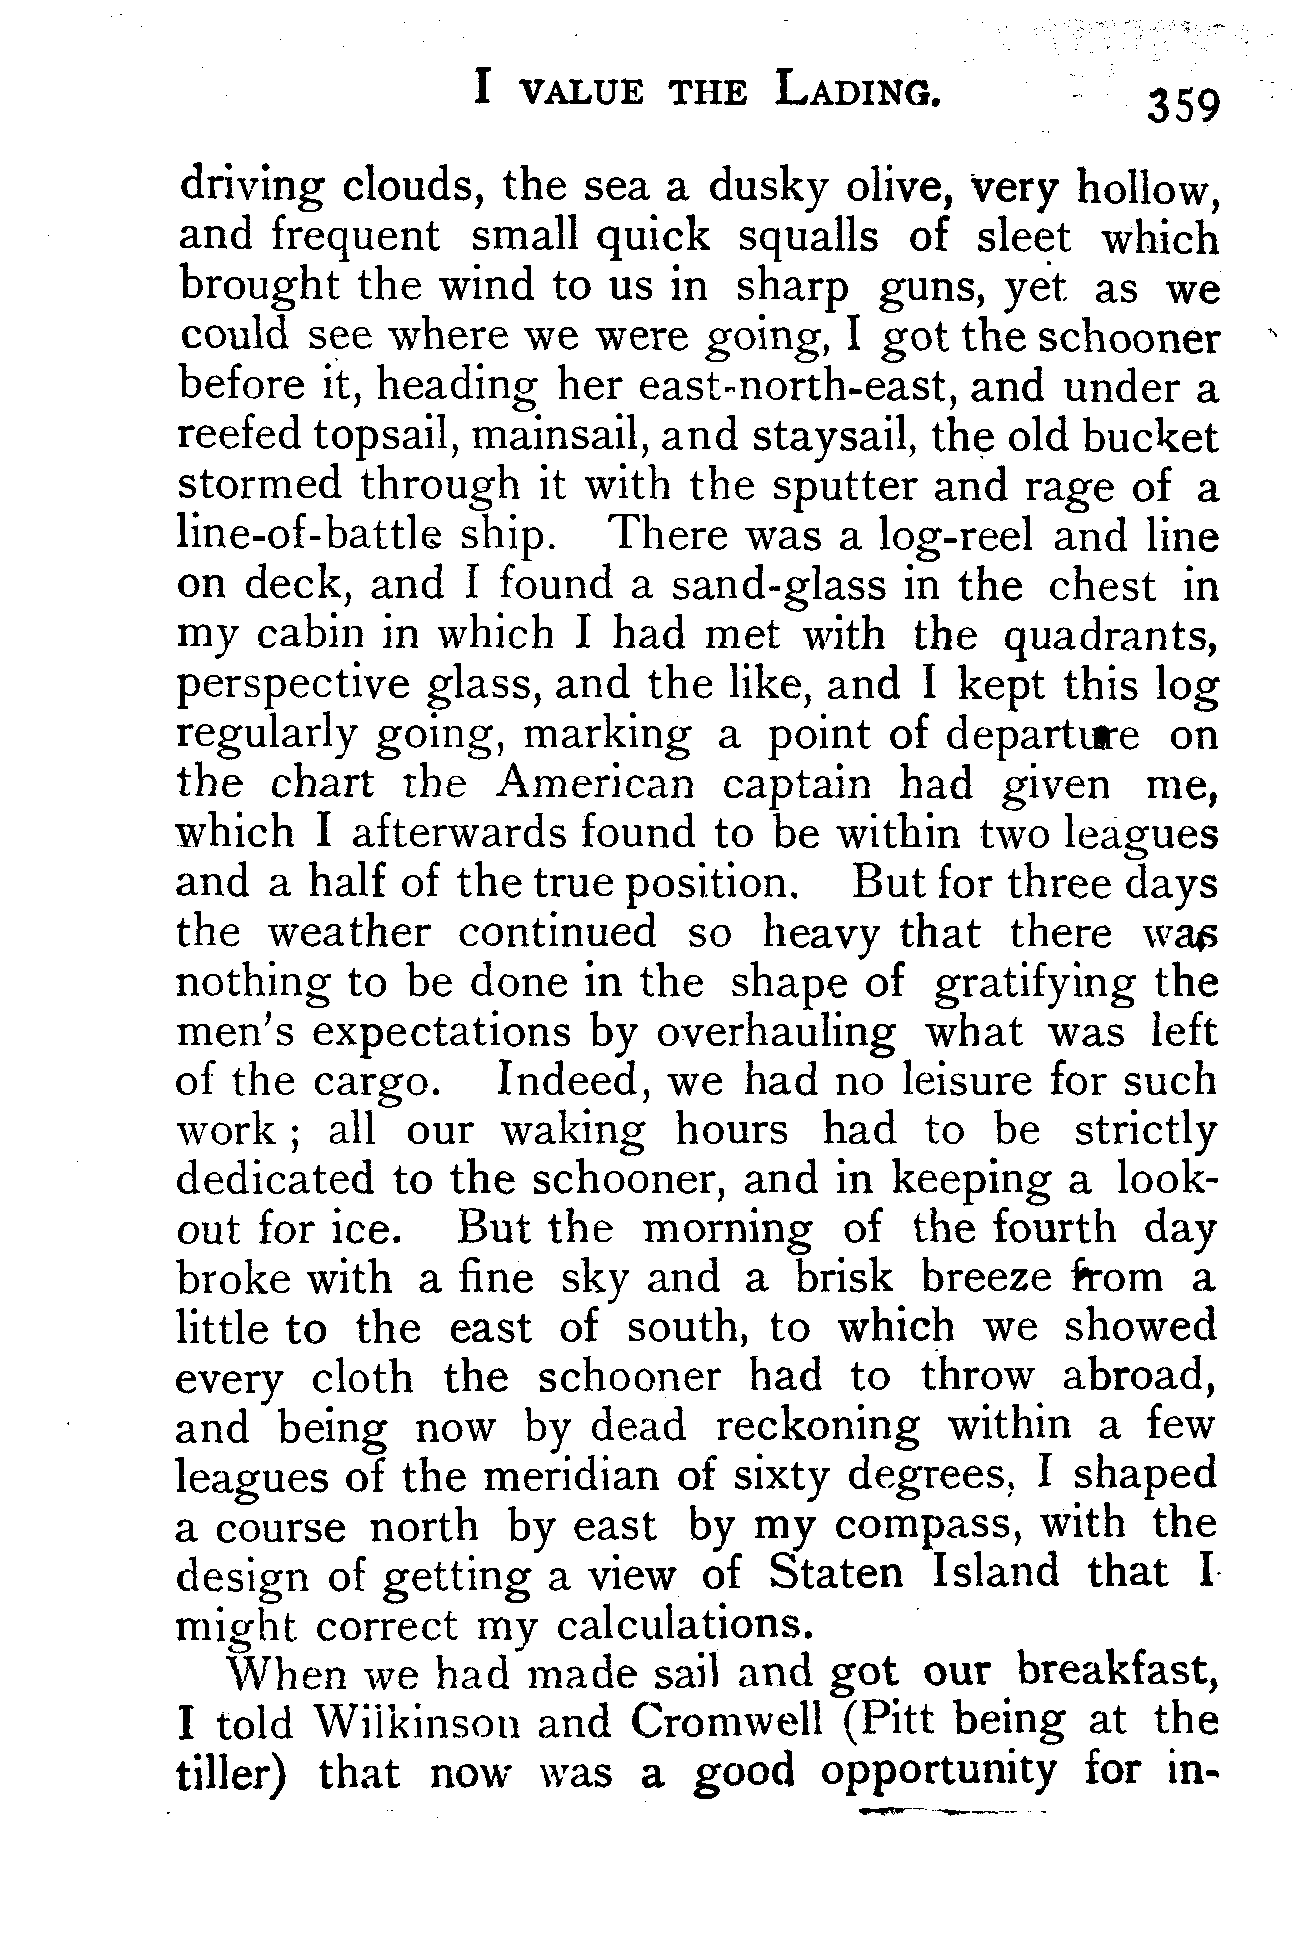 I VALUE THE LADING. 359
driving clouds, the sea a dusky olive, very hollow,
and frequent small quick squalls of sleet which
brought the wind to us in sharp guns, yet as we
could see where we were going, I got the schooner
before it, heading her east-north-east, and under a
reefed topsail, mainsail, and staysail, the old bucket
stormed through it with the sputter and rage of a
line-of-battle ship. There was a log-reel and line
on deck, and I found a sand-glass in the chest in
my cabin in which I had met with the quadrants,
perspective glass, and the like, and I kept this log
regularly going, marking a point of departure on
the chart the American captain had given me,
which I afterwards found to be within two leagues
and a half of the true position. But for three days
the weather continued so heavy that there was
nothing to be done in the shape of gratifying the
men's expectations by overhauling what was left
of the cargo. Indeed, we had no leisure for such
work ; all our waking hours had to be strictly
dedicated to the schooner, and in keeping a look-
out for ice. But the morning of the fourth day
broke with a fine sky and a brisk breeze from a
little to the east of south, to which we showed
every cloth the schooner had to throw abroad,
and being now by dead reckoning within a few
leagues of the meridian of sixty degrees, I shaped
a course north by east by my compass, with the
design of getting a view of Staten Island that I
might correct my calculations.
When we had made sail and got our breakfast,
I told Wilkinson and Cromwell (Pitt being at the
tiller) that now was a good opportunity for in-